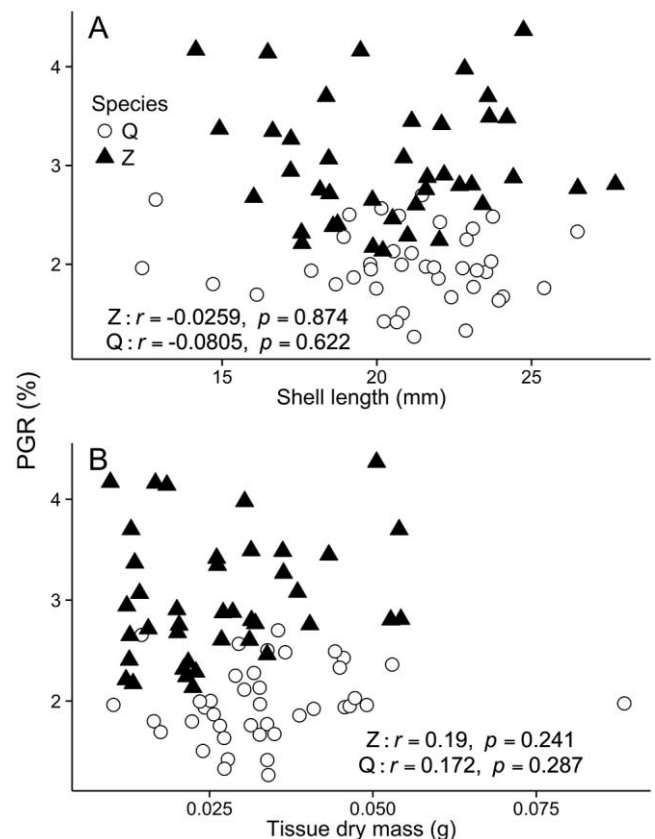 A
4
3
2
Species
Q
Z
Z : r = -0.0259, p = 0.874
Q : r = -0.0805, p = 0.622
15 20 25
Shell length (mm)
PGR (%)
B
4
3
2
Z : r = 0.19, p = 0.241
Q : r = 0.172, p = 0.287
0.025 0.050 0.075
Tissue dry mass (g)